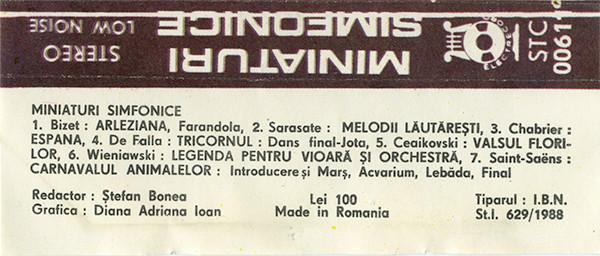 STEREO
LOW NOISE
MINIATURI
SIMFONICE
ELECTRECORD
STC
MINIATURI SIMFONICE
1. Bizet : ARLEZIANA, Farandola, 2. Sarasate : MELODII LĂUTĂREȘTI, 3. Chabrier :
ESPANA, 4. De Falla : TRICORNUL : Dans final-Jota, 5. Ceaikovski : VALSUL FLORI-
LOR, 6. Wieniawski : LEGENDA PENTRU VIOARĂ ȘI ORCHESTRĂ, 7. Saint-Saëns :
CARNAVALUL ANIMALELOR : Introducere și Marș, Acvarium, Lebăda, Final
Redactor : Ștefan Bonea
Grafica : Diana Adriana Ioan
Lei 100
Made in Romania
Tiparul : I.B.N.
St.I. 629/1988